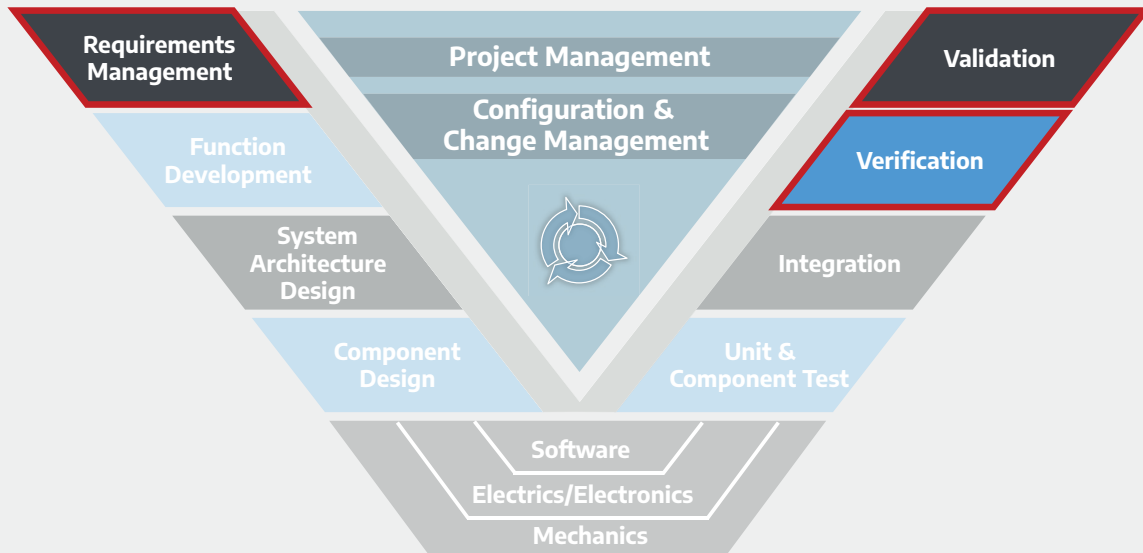 Requirements
Management
Project Management
Validation
Configuration &
Change Management
Function
Development
Verification
System
Architecture
Design
Integration
Component
Design
Unit &
Component Test
Software
Electrics/Electronics
Mechanics